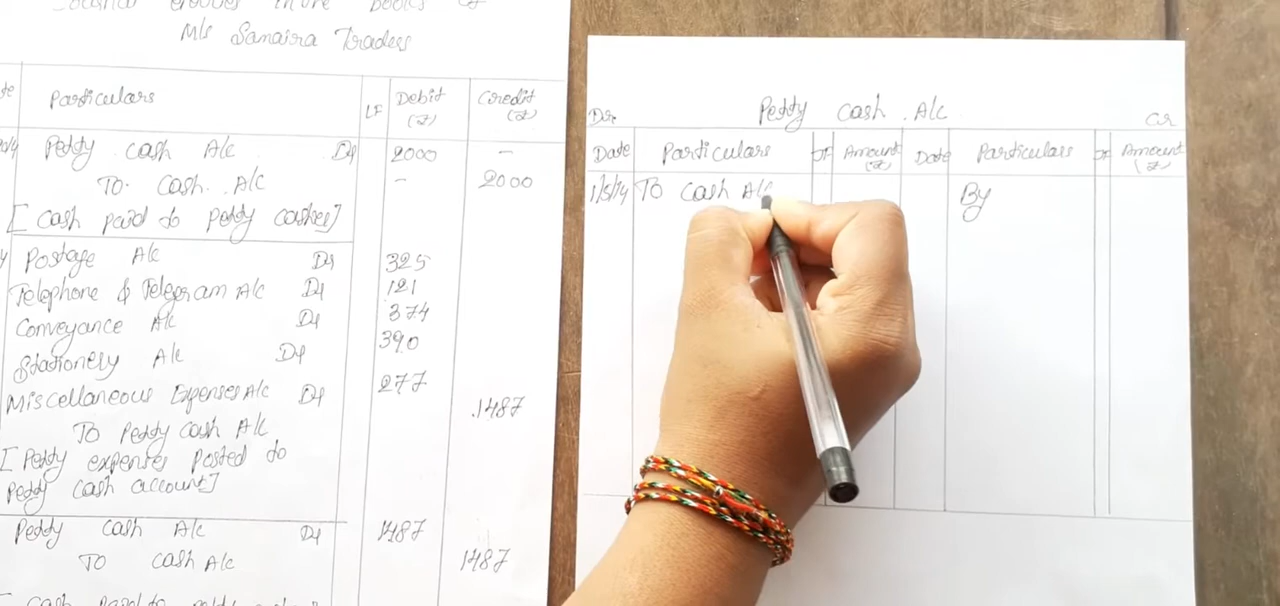 M/s Sanaira Traders
Particulars LF Debit (₹) Credit (₹)
Petty cash A/c Dr 2000 -
To cash A/c - 2000
[cash paid to petty cashier]
Postage A/c Dr 325
Telephone & Telegram A/c Dr 121
Conveyance A/c Dr 374
Stationery A/c Dr 390
Miscellaneous Expenses A/c Dr 277
To Petty cash A/c 1487
[Petty expenses posted to
Petty cash account]
Petty cash A/c Dr 1487
To cash A/c 1487
Dr. Petty cash A/c Cr
Date Particulars JF Amount (₹) Date Particulars JF Amount (₹)
1/5/14 To cash A/c By